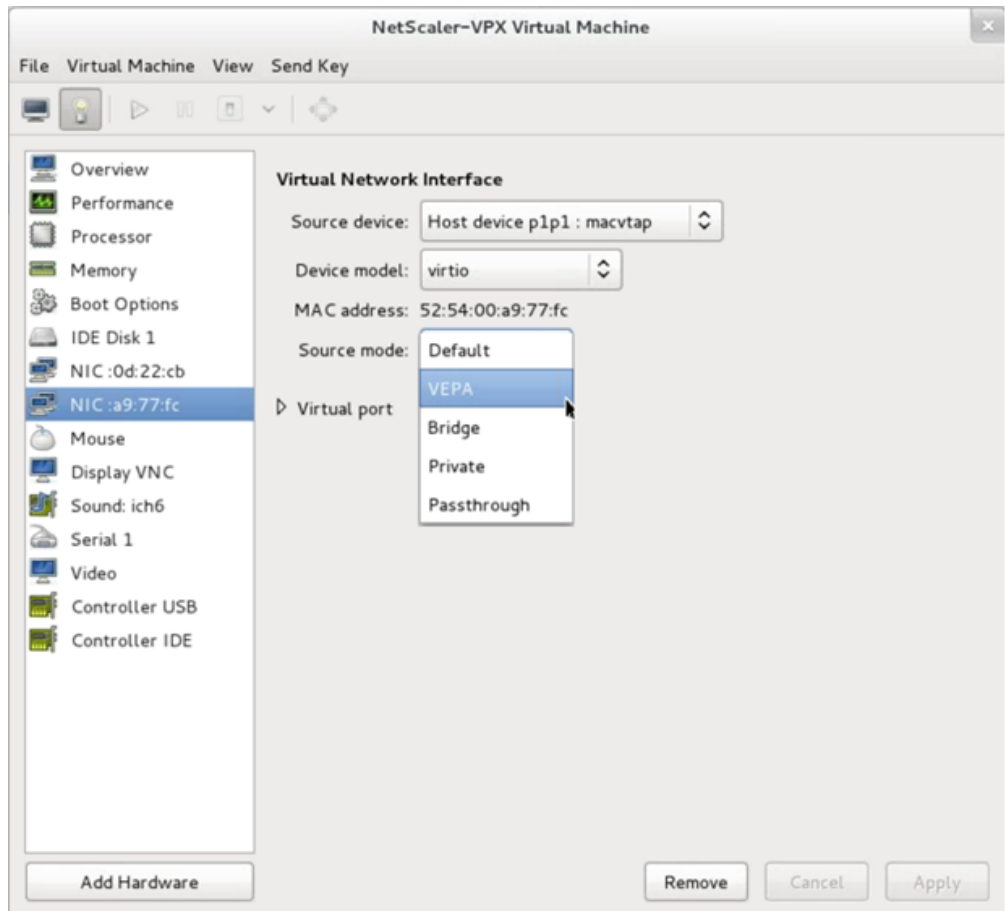 NetScaler-VPX Virtual Machine
File Virtual Machine View Send Key
Overview
Performance
Processor
Memory
Boot Options
IDE Disk 1
NIC :0d:22:cb
NIC :a9:77:fc
Mouse
Display VNC
Sound: ich6
Serial 1
Video
Controller USB
Controller IDE
Add Hardware
Virtual Network Interface
Source device: Host device p1p1 : macvtap
Device model: virtio
MAC address: 52:54:00:a9:77:fc
Source mode: Default
VEPA
Virtual port
Bridge
Private
Passthrough
Remove Cancel Apply